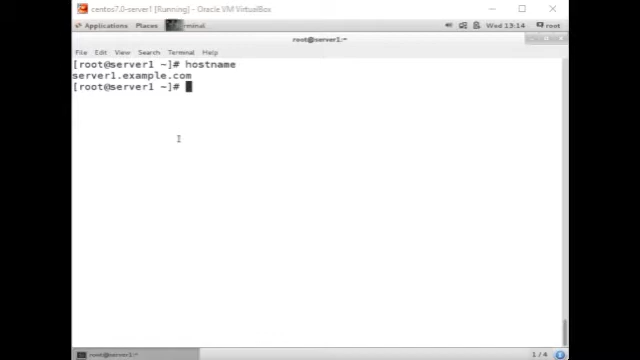 centos7.0-server1 [Running] - Oracle VM VirtualBox
Applications Places Wed 13:14 root
root@server1:~
File Edit View Search Terminal Help
[root@server1 ~]# hostname
server1.example.com
[root@server1 ~]#
root@server1:~ 1 / 4